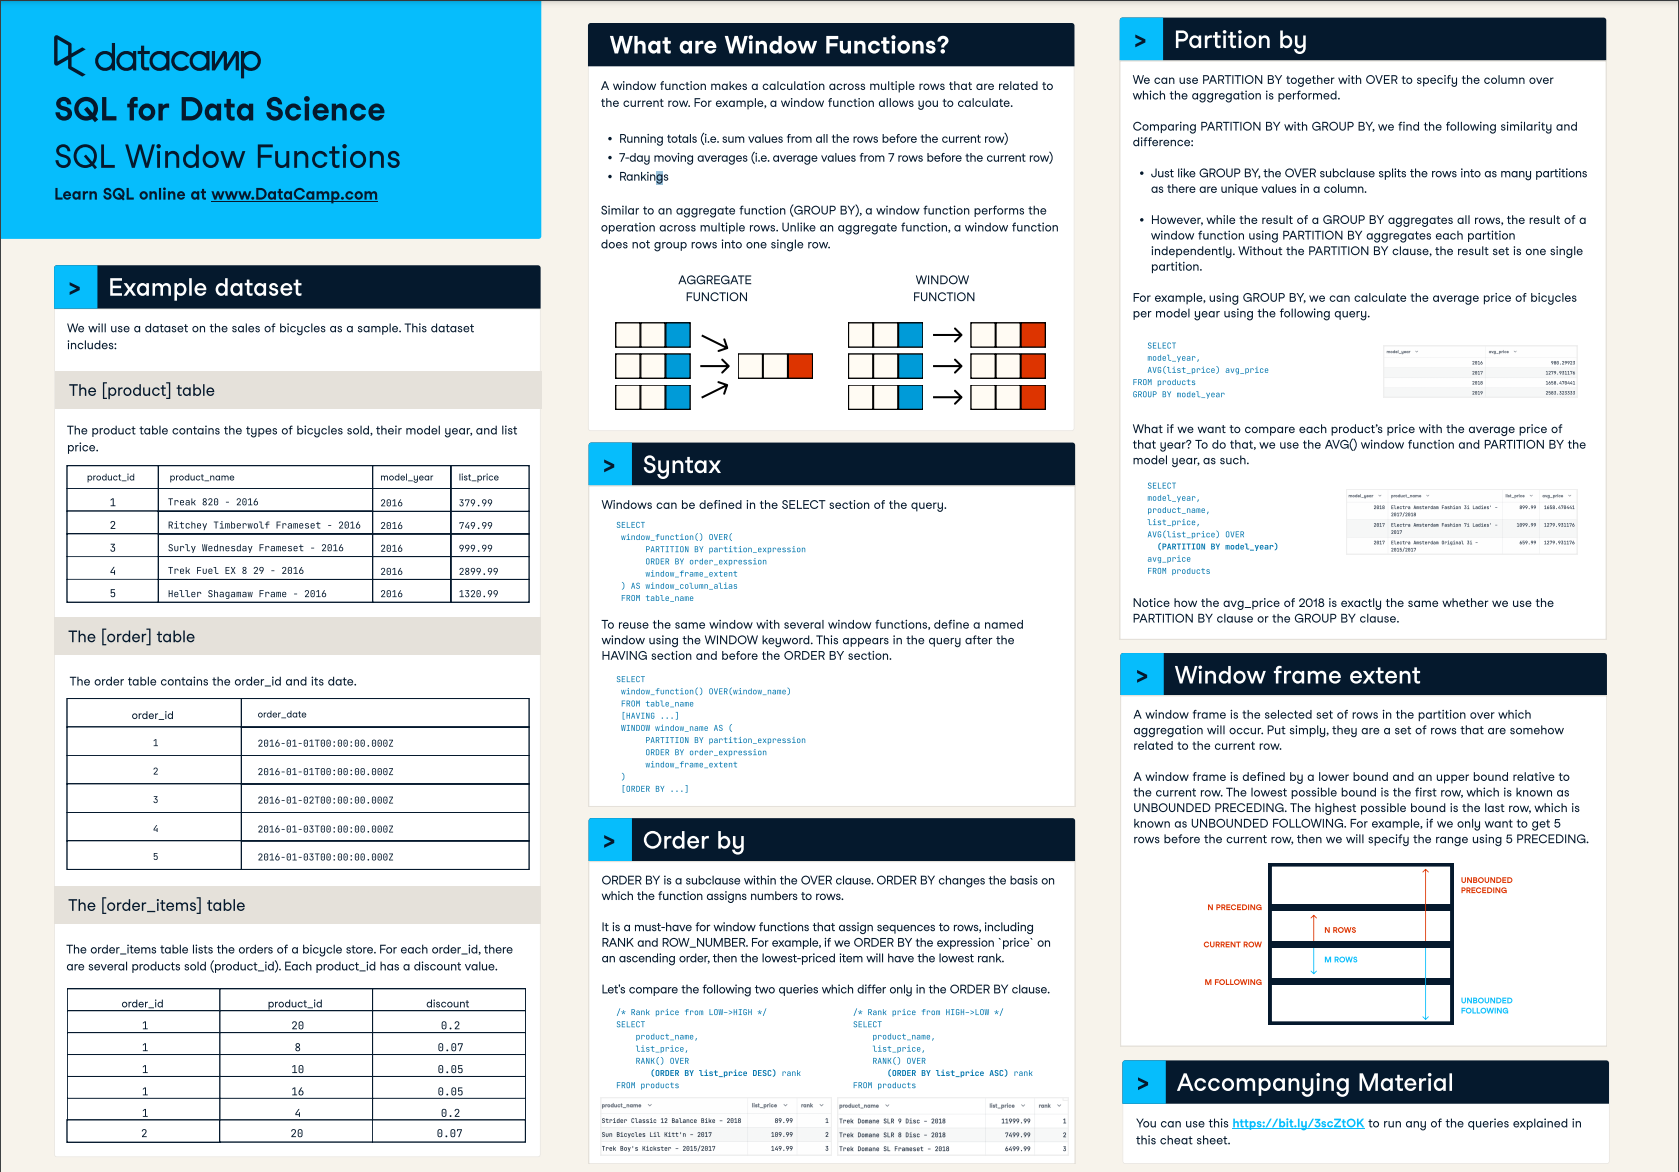 datacamp
SQL for Data Science
SQL Window Functions
Learn SQL online at www.DataCamp.com
> Example dataset
We will use a dataset on the sales of bicycles as a sample. This dataset
includes:
The [product] table
The product table contains the types of bicycles sold, their model year, and list
price.
product_id product_name model_year list_price
1 Treak 820 - 2016 2016 379.99
2 Ritchey Timberwolf Frameset - 2016 2016 749.99
3 Surly Wednesday Frameset - 2016 2016 999.99
4 Trek Fuel EX 8 29 - 2016 2016 2899.99
5 Heller Shagamaw Frame - 2016 2016 1320.99
The [order] table
The order table contains the order_id and its date.
order_id order_date
1 2016-01-01T00:00:00.000Z
2 2016-01-01T00:00:00.000Z
3 2016-01-02T00:00:00.000Z
4 2016-01-03T00:00:00.000Z
5 2016-01-03T00:00:00.000Z
The [order_items] table
The order_items table lists the orders of a bicycle store. For each order_id, there
are several products sold (product_id). Each product_id has a discount value.
order_id product_id discount
1 20 0.2
1 8 0.07
1 10 0.05
1 16 0.05
1 4 0.2
2 20 0.07
What are Window Functions?
A window function makes a calculation across multiple rows that are related to
the current row. For example, a window function allows you to calculate.
• Running totals (i.e. sum values from all the rows before the current row)
• 7-day moving averages (i.e. average values from 7 rows before the current row)
• Rankings
Similar to an aggregate function (GROUP BY), a window function performs the
operation across multiple rows. Unlike an aggregate function, a window function
does not group rows into one single row.
AGGREGATE
FUNCTION
WINDOW
FUNCTION
> Syntax
Windows can be defined in the SELECT section of the query.
SELECT
window_function() OVER(
PARTITION BY partition_expression
ORDER BY order_expression
window_frame_extent
) AS window_column_alias
FROM table_name
To reuse the same window with several window functions, define a named
window using the WINDOW keyword. This appears in the query after the
HAVING section and before the ORDER BY section.
SELECT
window_function() OVER(window_name)
FROM table_name
[HAVING ...]
WINDOW window_name AS (
PARTITION BY partition_expression
ORDER BY order_expression
window_frame_extent
)
[ORDER BY ...]
> Order by
ORDER BY is a subclause within the OVER clause. ORDER BY changes the basis on
which the function assigns numbers to rows.
It is a must-have for window functions that assign sequences to rows, including
RANK and ROW_NUMBER. For example, if we ORDER BY the expression `price` on
an ascending order, then the lowest-priced item will have the lowest rank.
Let's compare the following two queries which differ only in the ORDER BY clause.
/* Rank price from LOW->HIGH */
SELECT
product_name,
list_price,
RANK() OVER
(ORDER BY list_price DESC) rank
FROM products
/* Rank price from HIGH->LOW */
SELECT
product_name,
list_price,
RANK() OVER
(ORDER BY list_price ASC) rank
FROM products
product_name list_price rank
Strider Classic 12 Balance Bike - 2018 89.99 1
Sun Bicycles Lil Kitt'n - 2017 109.99 2
Trek Boy's Kickster - 2015/2017 149.99 3
product_name list_price rank
Trek Domane SLR 9 Disc - 2018 11999.99 1
Trek Domane SLR 8 Disc - 2018 7499.99 2
Trek Domane SL Frameset - 2018 6499.99 3
> Partition by
We can use PARTITION BY together with OVER to specify the column over
which the aggregation is performed.
Comparing PARTITION BY with GROUP BY, we find the following similarity and
difference:
• Just like GROUP BY, the OVER subclause splits the rows into as many partitions
as there are unique values in a column.
• However, while the result of a GROUP BY aggregates all rows, the result of a
window function using PARTITION BY aggregates each partition
independently. Without the PARTITION BY clause, the result set is one single
partition.
For example, using GROUP BY, we can calculate the average price of bicycles
per model year using the following query.
SELECT
model_year,
AVG(list_price) avg_price
FROM products
GROUP BY model_year
model_year avg_price
2016 980.29923
2017 1279.931176
2018 1658.470441
2019 2583.323333
What if we want to compare each product's price with the average price of
that year? To do that, we use the AVG() window function and PARTITION BY the
model year, as such.
SELECT
model_year,
product_name,
list_price,
AVG(list_price) OVER
(PARTITION BY model_year)
avg_price
FROM products
model_year product_name list_price avg_price
2018 Electra Amsterdam Fashion 3i Ladies' - 899.99 1658.470441
2017/2018
2017 Electra Amsterdam Fashion 7i Ladies' - 1099.99 1279.931176
2017
2017 Electra Amsterdam Original 3i - 659.99 1279.931176
2015/2017
Notice how the avg_price of 2018 is exactly the same whether we use the
PARTITION BY clause or the GROUP BY clause.
> Window frame extent
A window frame is the selected set of rows in the partition over which
aggregation will occur. Put simply, they are a set of rows that are somehow
related to the current row.
A window frame is defined by a lower bound and an upper bound relative to
the current row. The lowest possible bound is the first row, which is known as
UNBOUNDED PRECEDING. The highest possible bound is the last row, which is
known as UNBOUNDED FOLLOWING. For example, if we only want to get 5
rows before the current row, then we will specify the range using 5 PRECEDING.
UNBOUNDED
PRECEDING
N PRECEDING
N ROWS
CURRENT ROW
M ROWS
M FOLLOWING
UNBOUNDED
FOLLOWING
> Accompanying Material
You can use this https://bit.ly/3scZtOK to run any of the queries explained in
this cheat sheet.